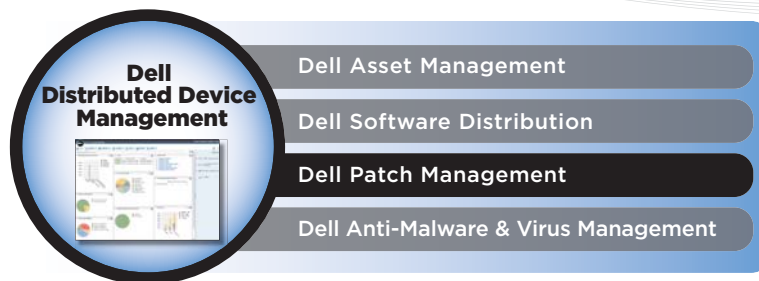 Dell
Distributed Device
Management
Dell Asset Management
Dell Software Distribution
Dell Patch Management
Dell Anti-Malware & Virus Management